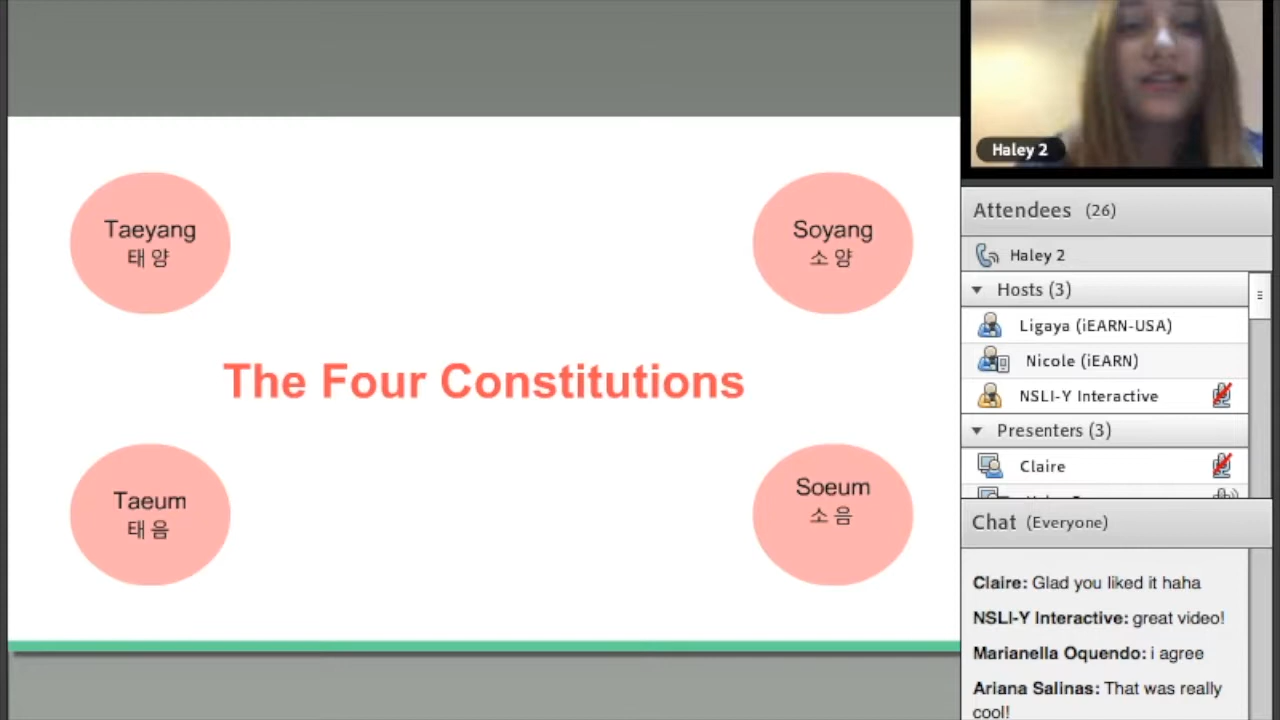 Taeyang
태 양
Soyang
소 양
The Four Constitutions
Taeum
태 음
Soeum
소 음
Haley 2
Attendees (26)
Haley 2
Hosts (3)
Ligaya (iEARN-USA)
Nicole (iEARN)
NSLI-Y Interactive
Presenters (3)
Claire
Chat (Everyone)
Claire: Glad you liked it haha
NSLI-Y Interactive: great video!
Marianella Oquendo: i agree
Ariana Salinas: That was really
cool!